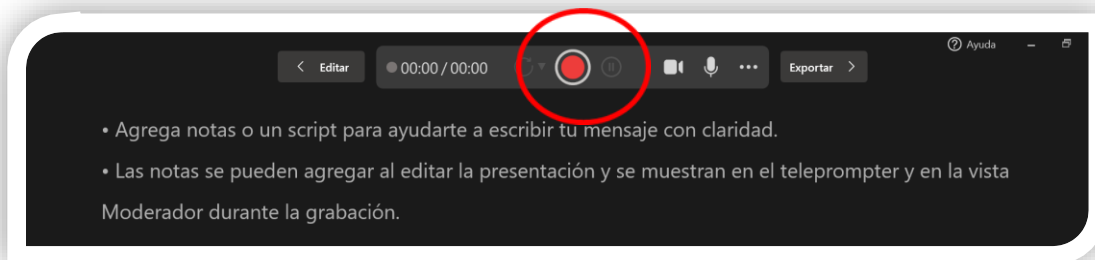 Ayuda
Editar 00:00 / 00:00 Exportar
• Agrega notas o un script para ayudarte a escribir tu mensaje con claridad.
• Las notas se pueden agregar al editar la presentación y se muestran en el teleprompter y en la vista
Moderador durante la grabación.